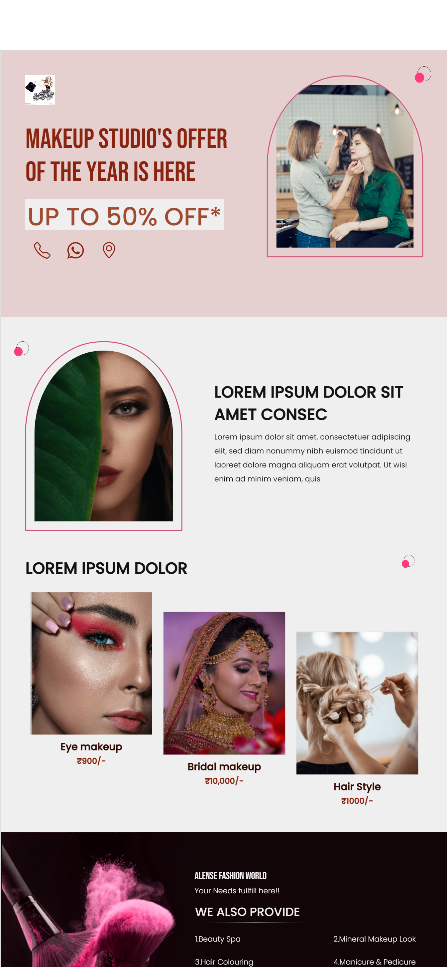 MAKEUP STUDIO'S OFFER
OF THE YEAR IS HERE
UP TO 50% OFF*
LOREM IPSUM DOLOR SIT
AMET CONSEC
Lorem ipsum dolor sit amet, consectetuer adipiscing
elit, sed diam nonummy nibh euismod tincidunt ut
laoreet dolore magna aliquam erat volutpat. Ut wisi
enim ad minim veniam, quis
LOREM IPSUM DOLOR
Eye makeup
₹900/-
Bridal makeup
₹10,000/-
Hair Style
₹1000/-
ALENSE FASHION WORLD
Your Needs fullfill here!!
WE ALSO PROVIDE
1.Beauty Spa
2.Mineral Makeup Look
3.Hair Colouring
4.Manicure & Pedicure